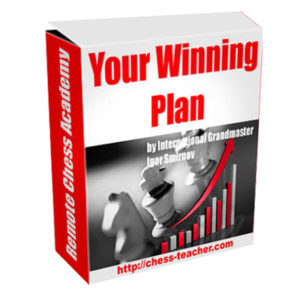 Remote Chess Academy
Your Winning
Plan
by International Grandmaster
Igor Smirnov
http://chess-teacher.com